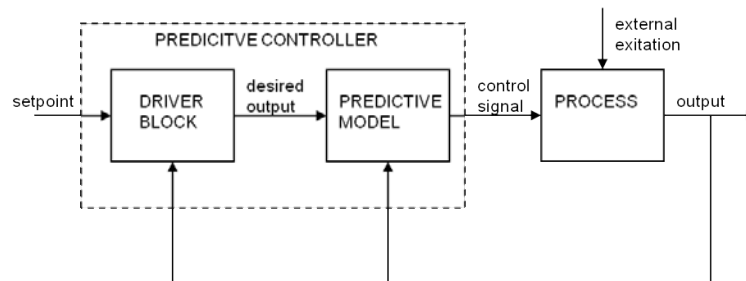 external
exitation
PREDICITVE CONTROLLER
setpoint
DRIVER
BLOCK
desired
output
PREDICTIVE
MODEL
control
signal
PROCESS
output